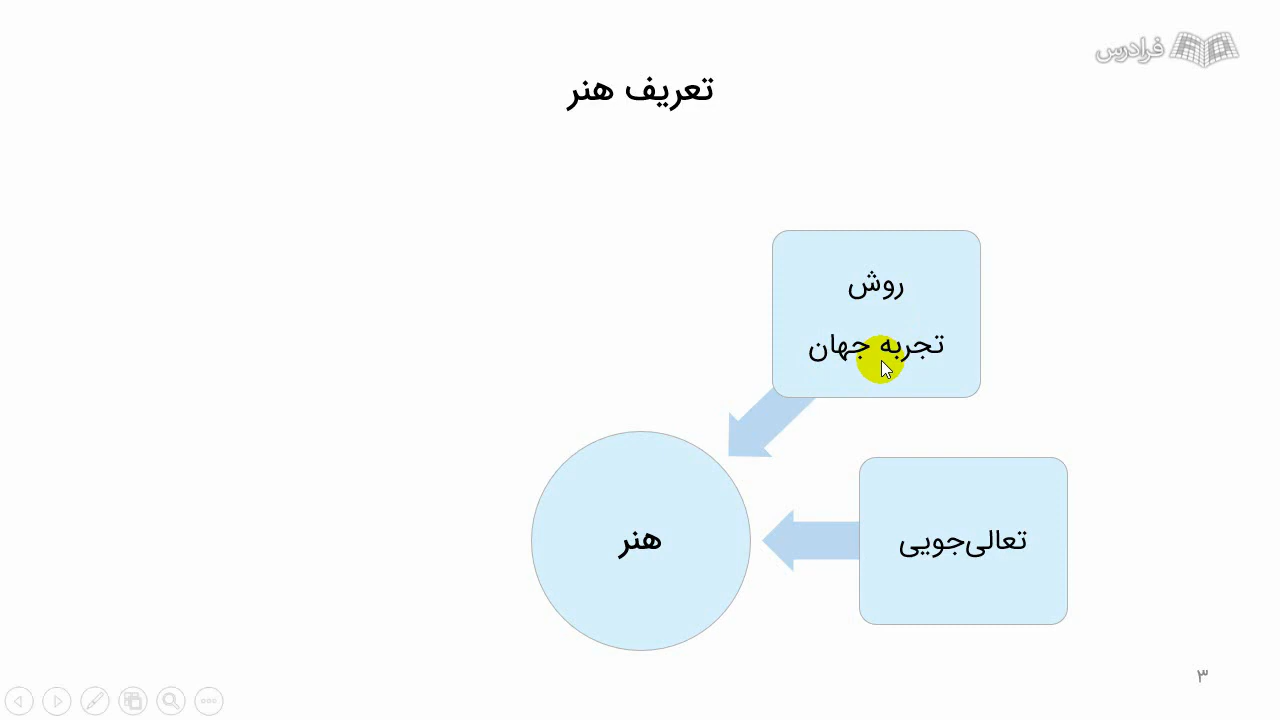 فرادرس
تعریف هنر
روش
تجربه جهان
تعالی‌جویی
هنر
۳